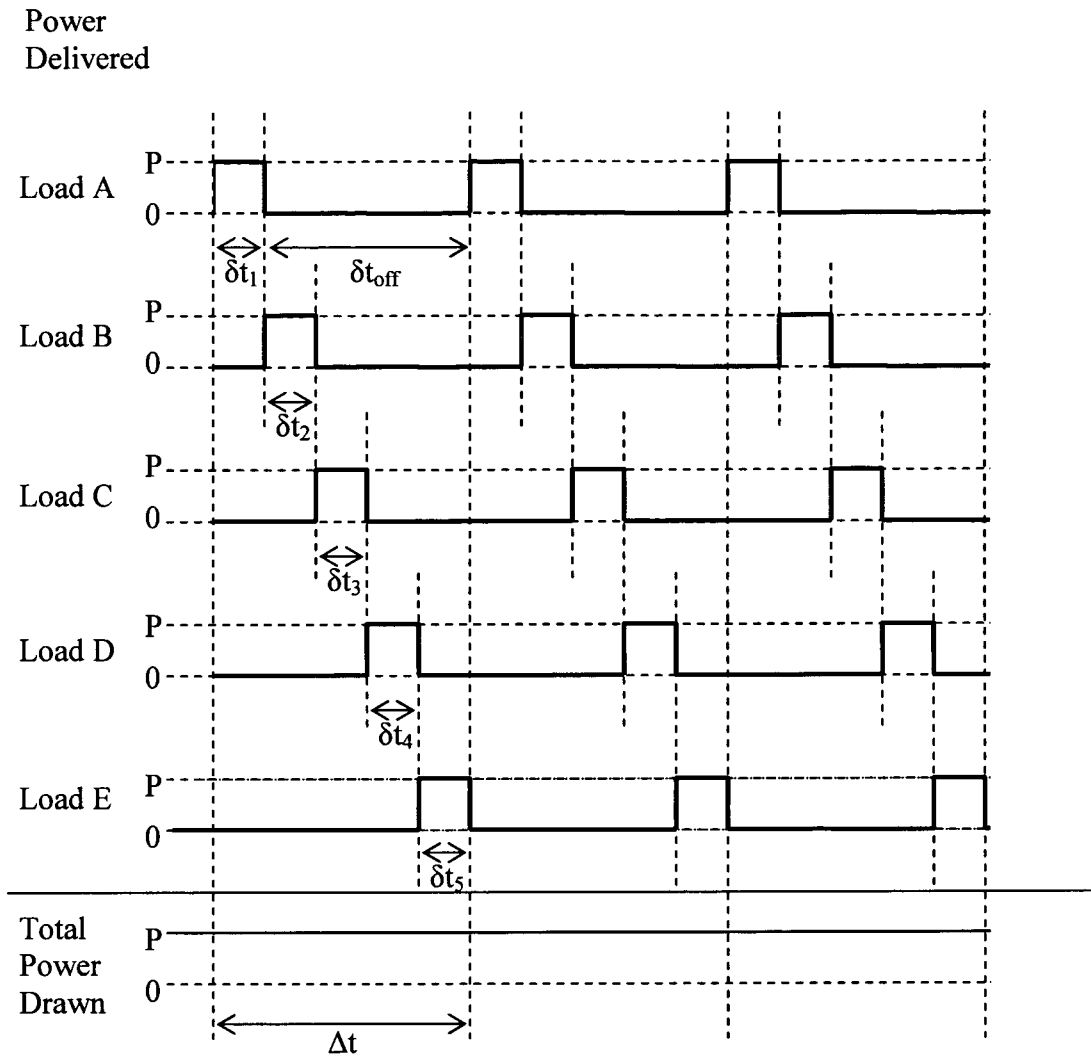 Power
Delivered
P
Load A
0
δt₁
δt_off
P
Load B
0
δt₂
P
Load C
0
δt₃
P
Load D
0
δt₄
P
Load E
0
δt₅
Total
Power
Drawn
P
0
Δt